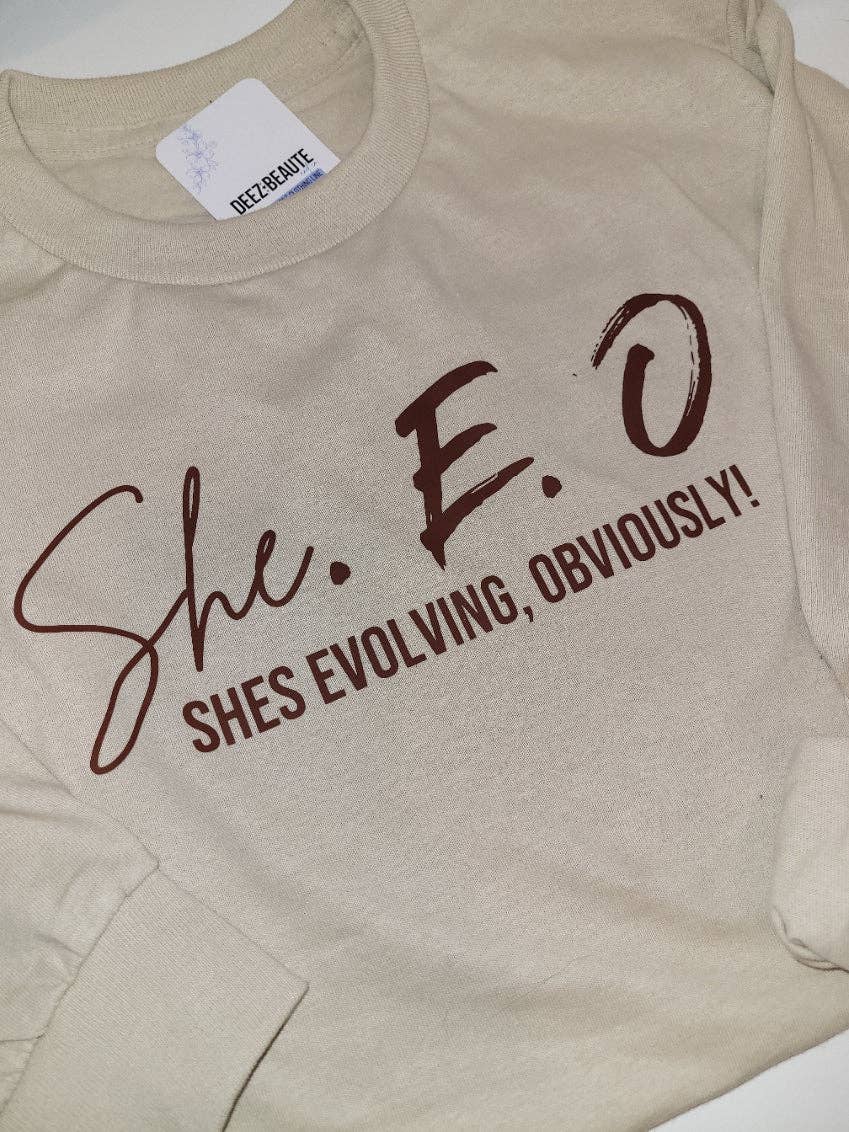 DEEZ BEAUTE
She. E. O
SHES EVOLVING, OBVIOUSLY!